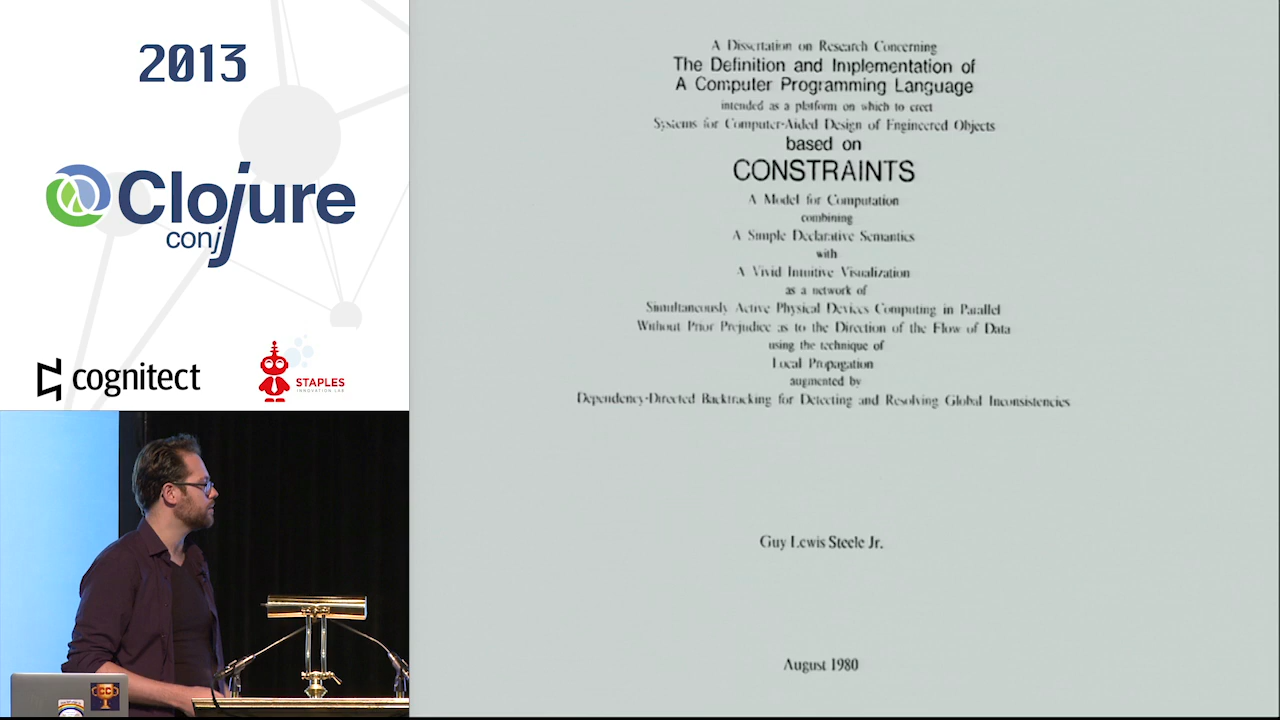 2013
Clojure
conj
cognitect
STAPLES
INNOVATION LAB
A Dissertation on Research Concerning
The Definition and Implementation of
A Computer Programming Language
intended as a platform on which to erect
Systems for Computer-Aided Design of Engineered Objects
based on
CONSTRAINTS
A Model for Computation
combining
A Simple Declarative Semantics
with
A Vivid Intuitive Visualization
as a network of
Simultaneously Active Physical Devices Computing in Parallel
Without Prior Prejudice as to the Direction of the Flow of Data
using the technique of
Local Propagation
augmented by
Dependency-Directed Backtracking for Detecting and Resolving Global Inconsistencies
Guy Lewis Steele Jr.
August 1980